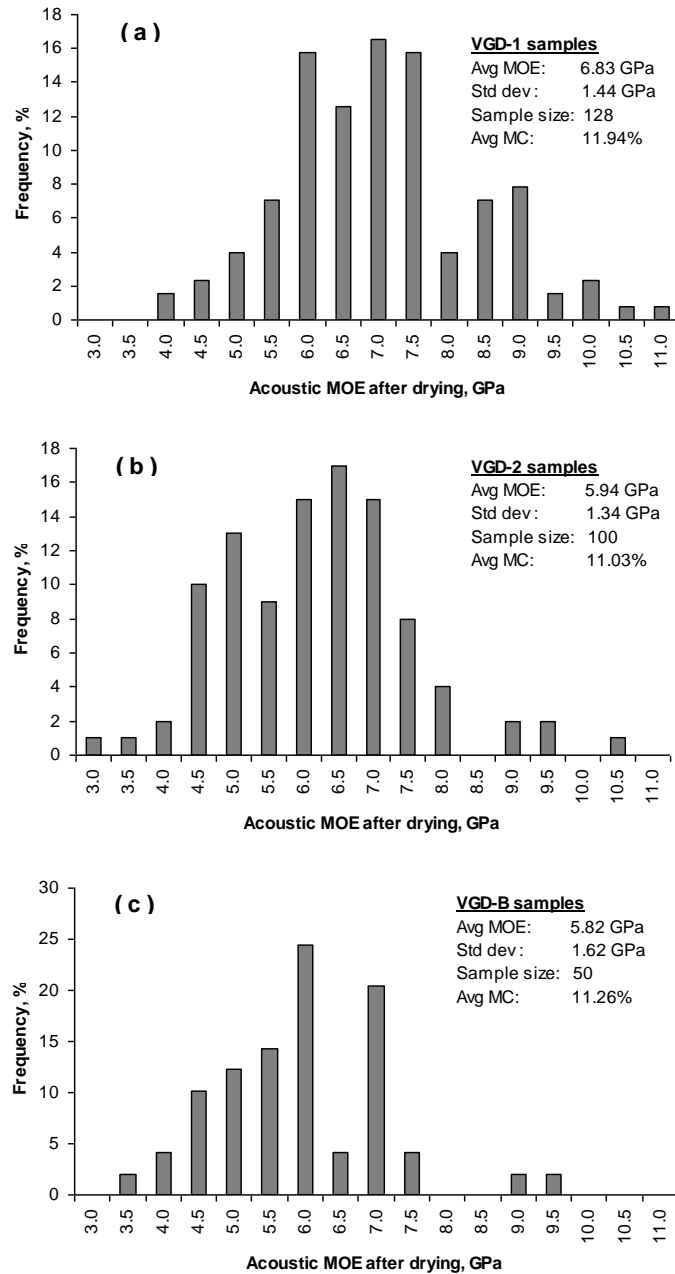 ( a )
VGD-1 samples
Avg MOE: 6.83 GPa
Std dev : 1.44 GPa
Sample size: 128
Avg MC: 11.94%
Frequency, %
18
16
14
12
10
8
6
4
2
0
3.0 3.5 4.0 4.5 5.0 5.5 6.0 6.5 7.0 7.5 8.0 8.5 9.0 9.5 10.0 10.5 11.0
Acoustic MOE after drying, GPa
( b )
VGD-2 samples
Avg MOE: 5.94 GPa
Std dev : 1.34 GPa
Sample size: 100
Avg MC: 11.03%
Frequency, %
18
16
14
12
10
8
6
4
2
0
3.0 3.5 4.0 4.5 5.0 5.5 6.0 6.5 7.0 7.5 8.0 8.5 9.0 9.5 10.0 10.5 11.0
Acoustic MOE after drying, GPa
( c )
VGD-B samples
Avg MOE: 5.82 GPa
Std dev : 1.62 GPa
Sample size: 50
Avg MC: 11.26%
Frequency, %
30
25
20
15
10
5
0
3.0 3.5 4.0 4.5 5.0 5.5 6.0 6.5 7.0 7.5 8.0 8.5 9.0 9.5 10.0 10.5 11.0
Acoustic MOE after drying, GPa